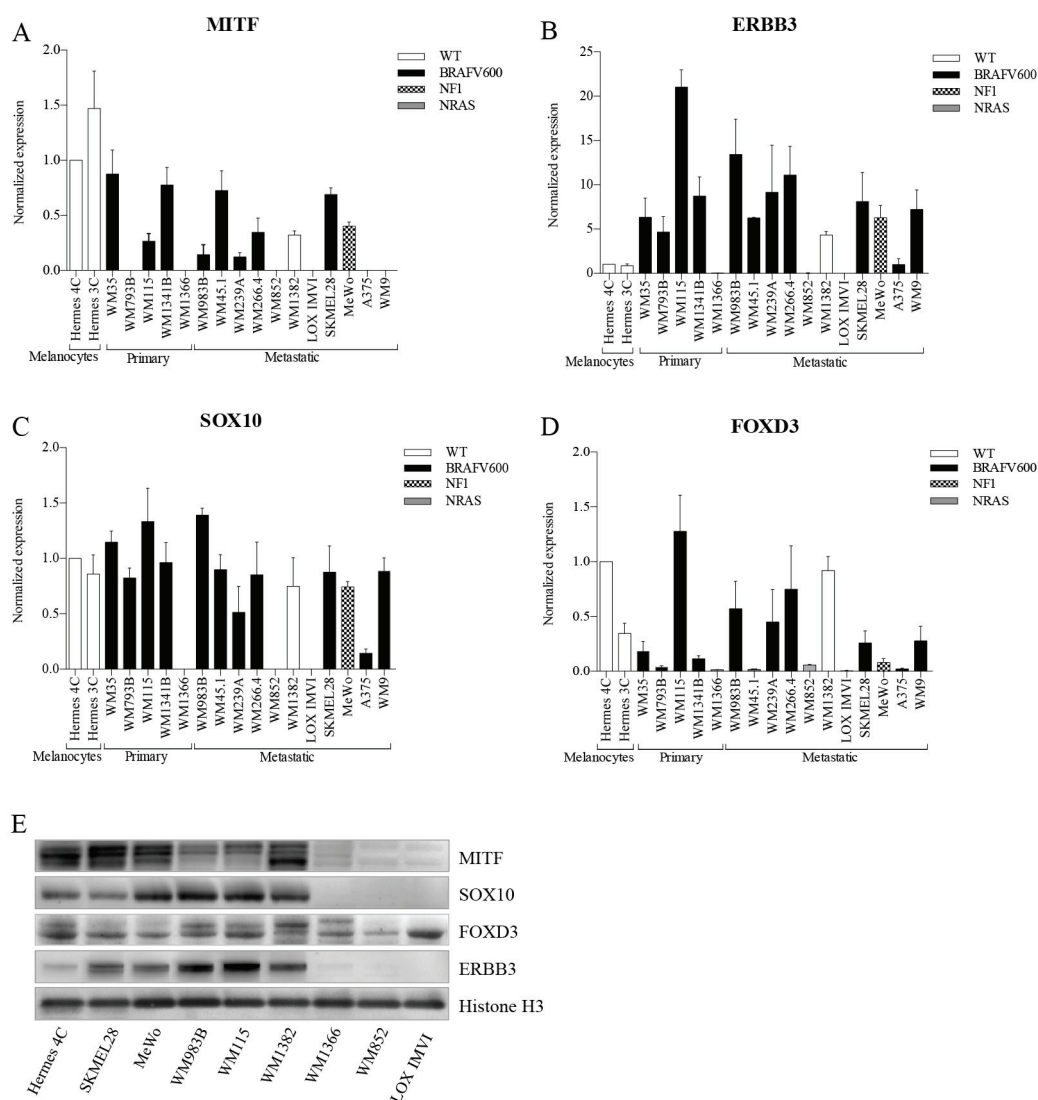 A
MITF
Normalized expression
2.0
1.5
1.0
0.5
0.0
WT
BRAFV600
NF1
NRAS
Hermes 4C
Hermes 3C
WM35
WM793B
WM115
WM1341B
WM1366
WM983B
WM45.1
WM239A
WM266.4
WM852
WM1382
LOX IMVI
SKMEL28
MeWo
A375
WM9
Melanocytes
Primary
Metastatic
B
ERBB3
Normalized expression
25
20
15
10
5
0
WT
BRAFV600
NF1
NRAS
Hermes 4C
Hermes 3C
WM35
WM793B
WM115
WM1341B
WM1366
WM983B
WM45.1
WM239A
WM266.4
WM852
WM1382
LOX IMVI
SKMEL28
MeWo
A375
WM9
Melanocytes
Primary
Metastatic
C
SOX10
Normalized expression
2.0
1.5
1.0
0.5
0.0
WT
BRAFV600
NF1
NRAS
Hermes 4C
Hermes 3C
WM35
WM793B
WM115
WM1341B
WM1366
WM983B
WM45.1
WM239A
WM266.4
WM852
WM1382
LOX IMVI
SKMEL28
MeWo
A375
WM9
Melanocytes
Primary
Metastatic
D
FOXD3
Normalized expression
2.0
1.5
1.0
0.5
0.0
WT
BRAFV600
NF1
NRAS
Hermes 4C
Hermes 3C
WM35
WM793B
WM115
WM1341B
WM1366
WM983B
WM45.1
WM239A
WM266.4
WM852
WM1382
LOX IMVI
SKMEL28
MeWo
A375
WM9
Melanocytes
Primary
Metastatic
E
MITF
SOX10
FOXD3
ERBB3
Histone H3
Hermes 4C
SKMEL28
MeWo
WM983B
WM115
WM1382
WM1366
WM852
LOX IMVI